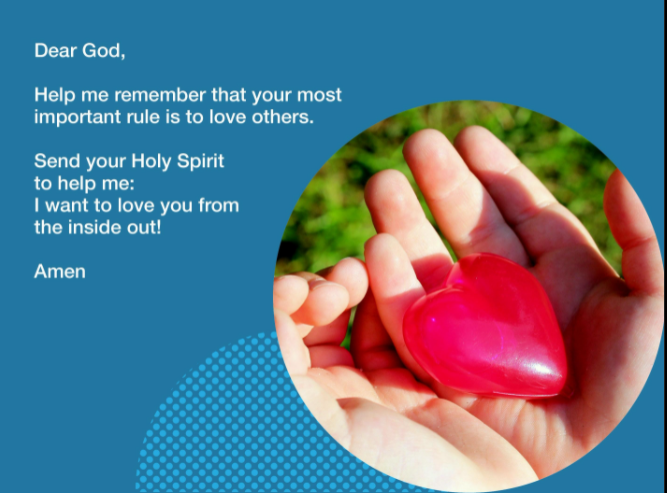 Dear God,
Help me remember that your most
important rule is to love others.
Send your Holy Spirit
to help me:
I want to love you from
the inside out!
Amen